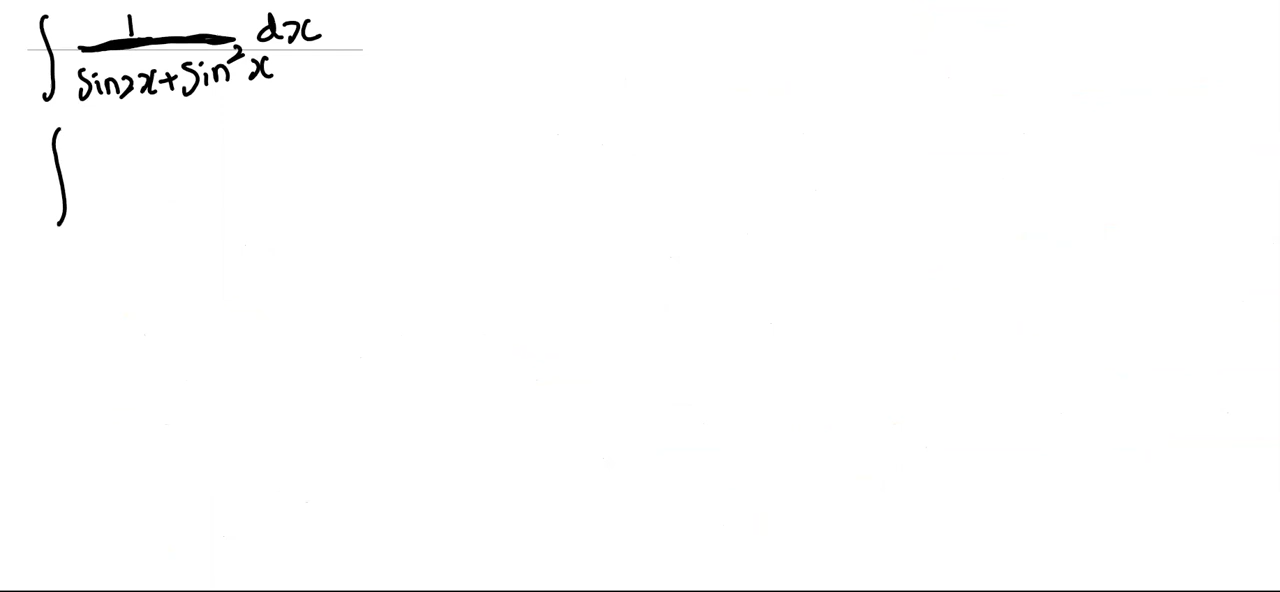 ∫ 1/(sin2x+sin²x) dx
∫